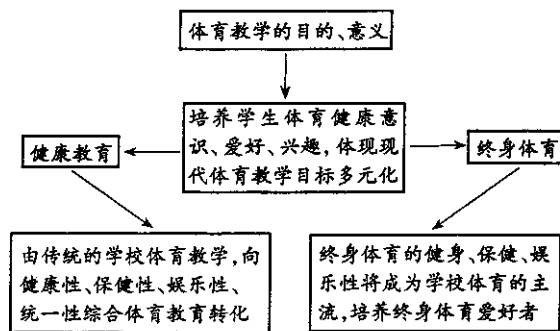 体育教学的目的、意义
培养学生体育健康意
识、爱好、兴趣,体现现
代体育教学目标多元化
健康教育
终身体育
由传统的学校体育教学,向
健康性、保健性、娱乐性、
统一性综合体育教育转化
终身体育的健身、保健、娱
乐性将成为学校体育的主
流,培养终身体育爱好者